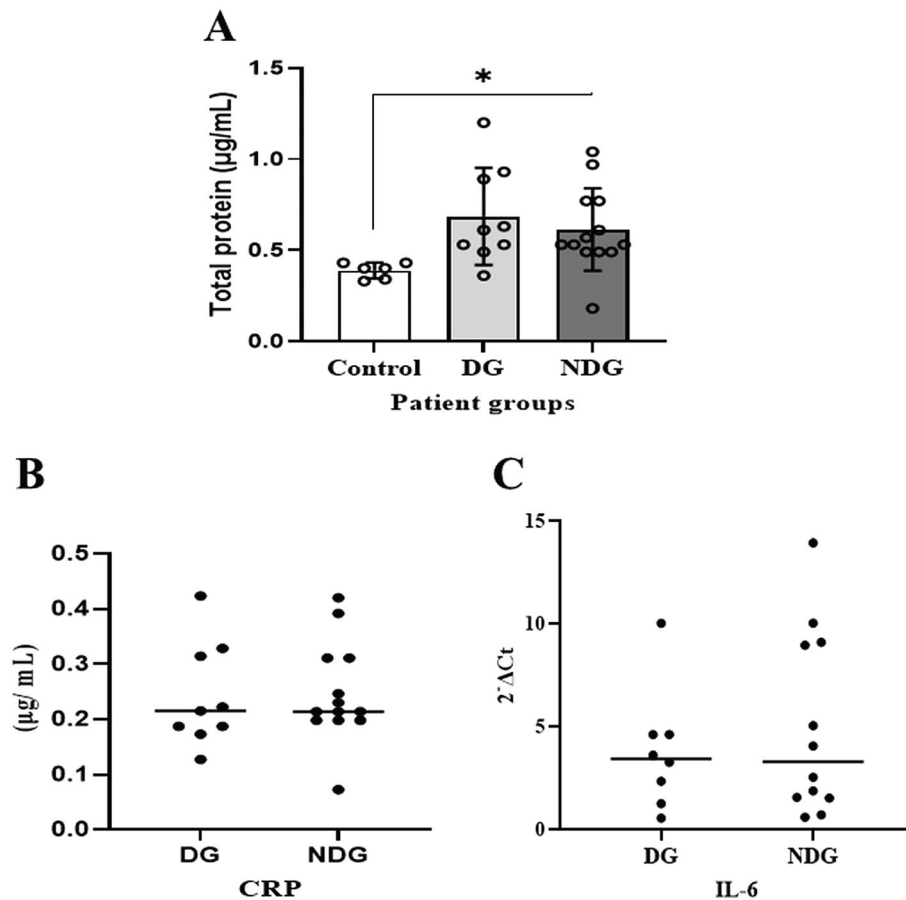 A
*
Total protein (µg/mL)
1.5
1.0
0.5
0.0
Control DG NDG
Patient groups
B
(µg/ mL)
0.5
0.4
0.3
0.2
0.1
0.0
DG NDG
CRP
C
2⁻ΔCt
15
10
5
0
DG NDG
IL-6